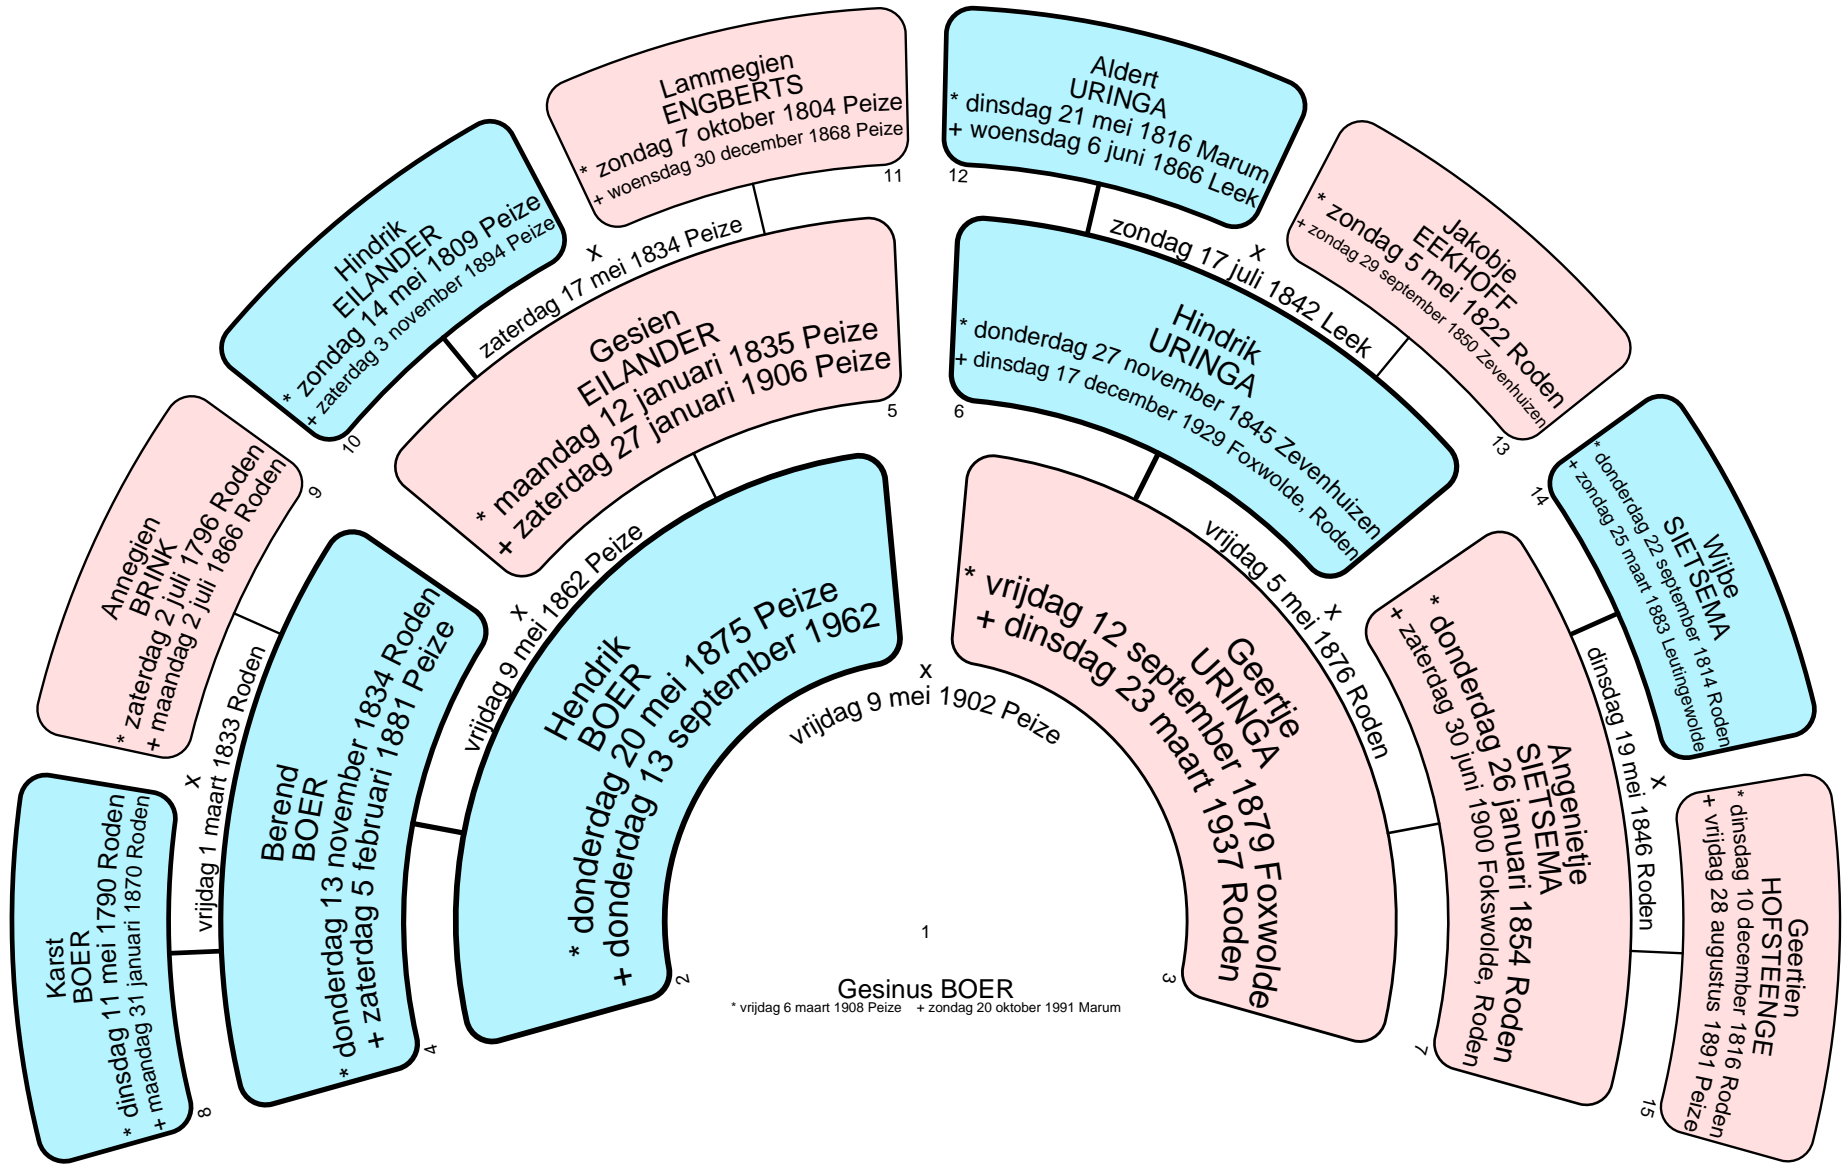 1
Gesinus BOER
* vrijdag 6 maart 1908 Peize + zondag 20 oktober 1991 Marum
Hendrik
BOER
* donderdag 20 mei 1875 Peize
+ donderdag 13 september 1962
2
x
vrijdag 9 mei 1902 Peize
Geertje
URINGA
* vrijdag 12 september 1879 Foxwolde
+ dinsdag 23 maart 1937 Roden
3
Berend
BOER
* donderdag 13 november 1834 Roden
+ zaterdag 5 februari 1881 Peize
4
x
vrijdag 9 mei 1862 Peize
Gesien
EILANDER
* maandag 12 januari 1835 Peize
+ zaterdag 27 januari 1906 Peize
5
Hindrik
URINGA
* donderdag 27 november 1845 Zevenhuizen
+ dinsdag 17 december 1929 Foxwolde, Roden
6
x
vrijdag 5 mei 1876 Roden
Angenietje
SIETSEMA
* donderdag 26 januari 1854 Roden
+ zaterdag 30 juni 1900 Fokswolde, Roden
7
Karst
BOER
* dinsdag 11 mei 1790 Roden
+ maandag 31 januari 1870 Roden
8
x
vrijdag 1 maart 1833 Roden
Annegien
BRINK
* zaterdag 2 juli 1796 Roden
+ maandag 2 juli 1866 Roden
9
Hindrik
EILANDER
* zondag 14 mei 1809 Peize
+ zaterdag 3 november 1894 Peize
10
x
zaterdag 17 mei 1834 Peize
Lammegien
ENGBERTS
* zondag 7 oktober 1804 Peize
+ woensdag 30 december 1868 Peize
11
Aldert
URINGA
* dinsdag 21 mei 1816 Marum
+ woensdag 6 juni 1866 Leek
12
x
zondag 17 juli 1842 Leek
Jakobje
EEKHOFF
* zondag 5 mei 1822 Roden
+ zondag 29 september 1850 Zevenhuizen
13
Wijbe
SIETSEMA
* donderdag 22 september 1814 Roden
+ zondag 25 maart 1883 Leutingewolde
14
x
dinsdag 19 mei 1846 Roden
Geertien
HOFSTEENGE
* dinsdag 10 december 1816 Roden
+ vrijdag 28 augustus 1891 Peize
15